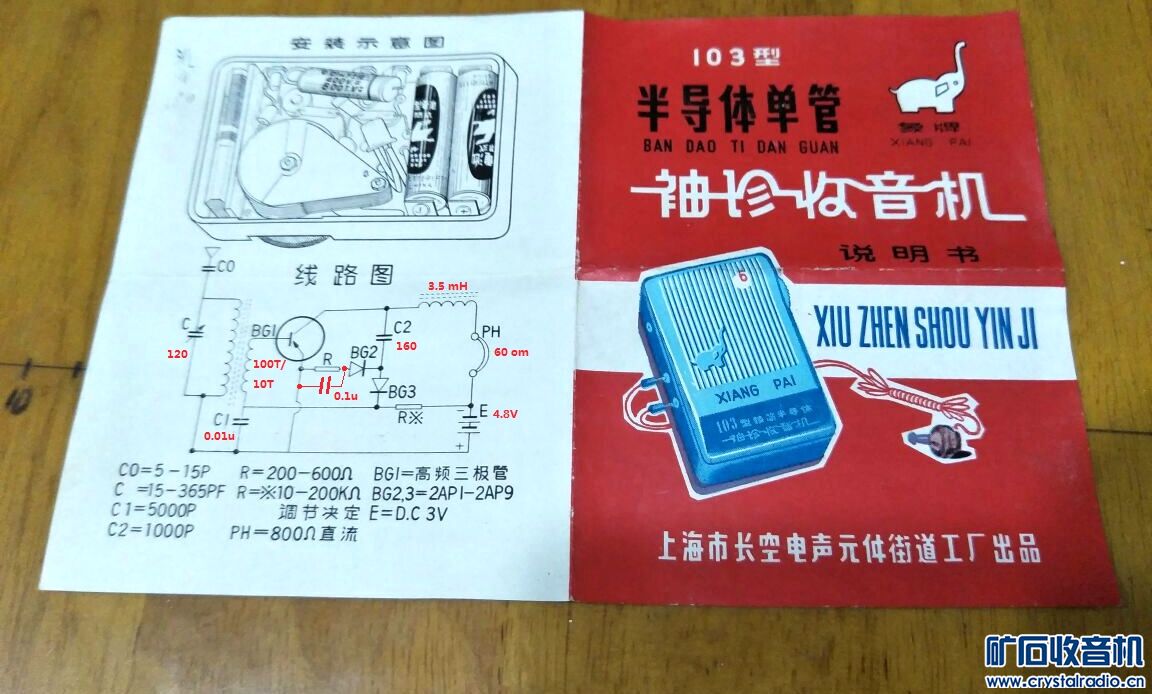 安装示意图
线路图
C0
C
120
BG1
100T/
10T
C1
0.01u
R
0.1u
BG2
C2
160
BG3
R※
3.5 mH
PH
60 om
E
4.8V
+
C0=5-15P R=200-600Ω BG1=高频三极管
C=15-365PF R=※10-200KΩ BG2,3=2AP1-2AP9
C1=5000P 调节决定 E=D.C 3V
C2=1000P PH=800Ω直流
103型
半导体单管
BAN DAO TI DAN GUAN
象牌
XIANG PAI
袖珍收音机
说明书
XIU ZHEN SHOU YIN JI
6
XIANG PAI
103
上海市长空电声元件街道工厂出品
矿石收音机
www.crystalradio.cn